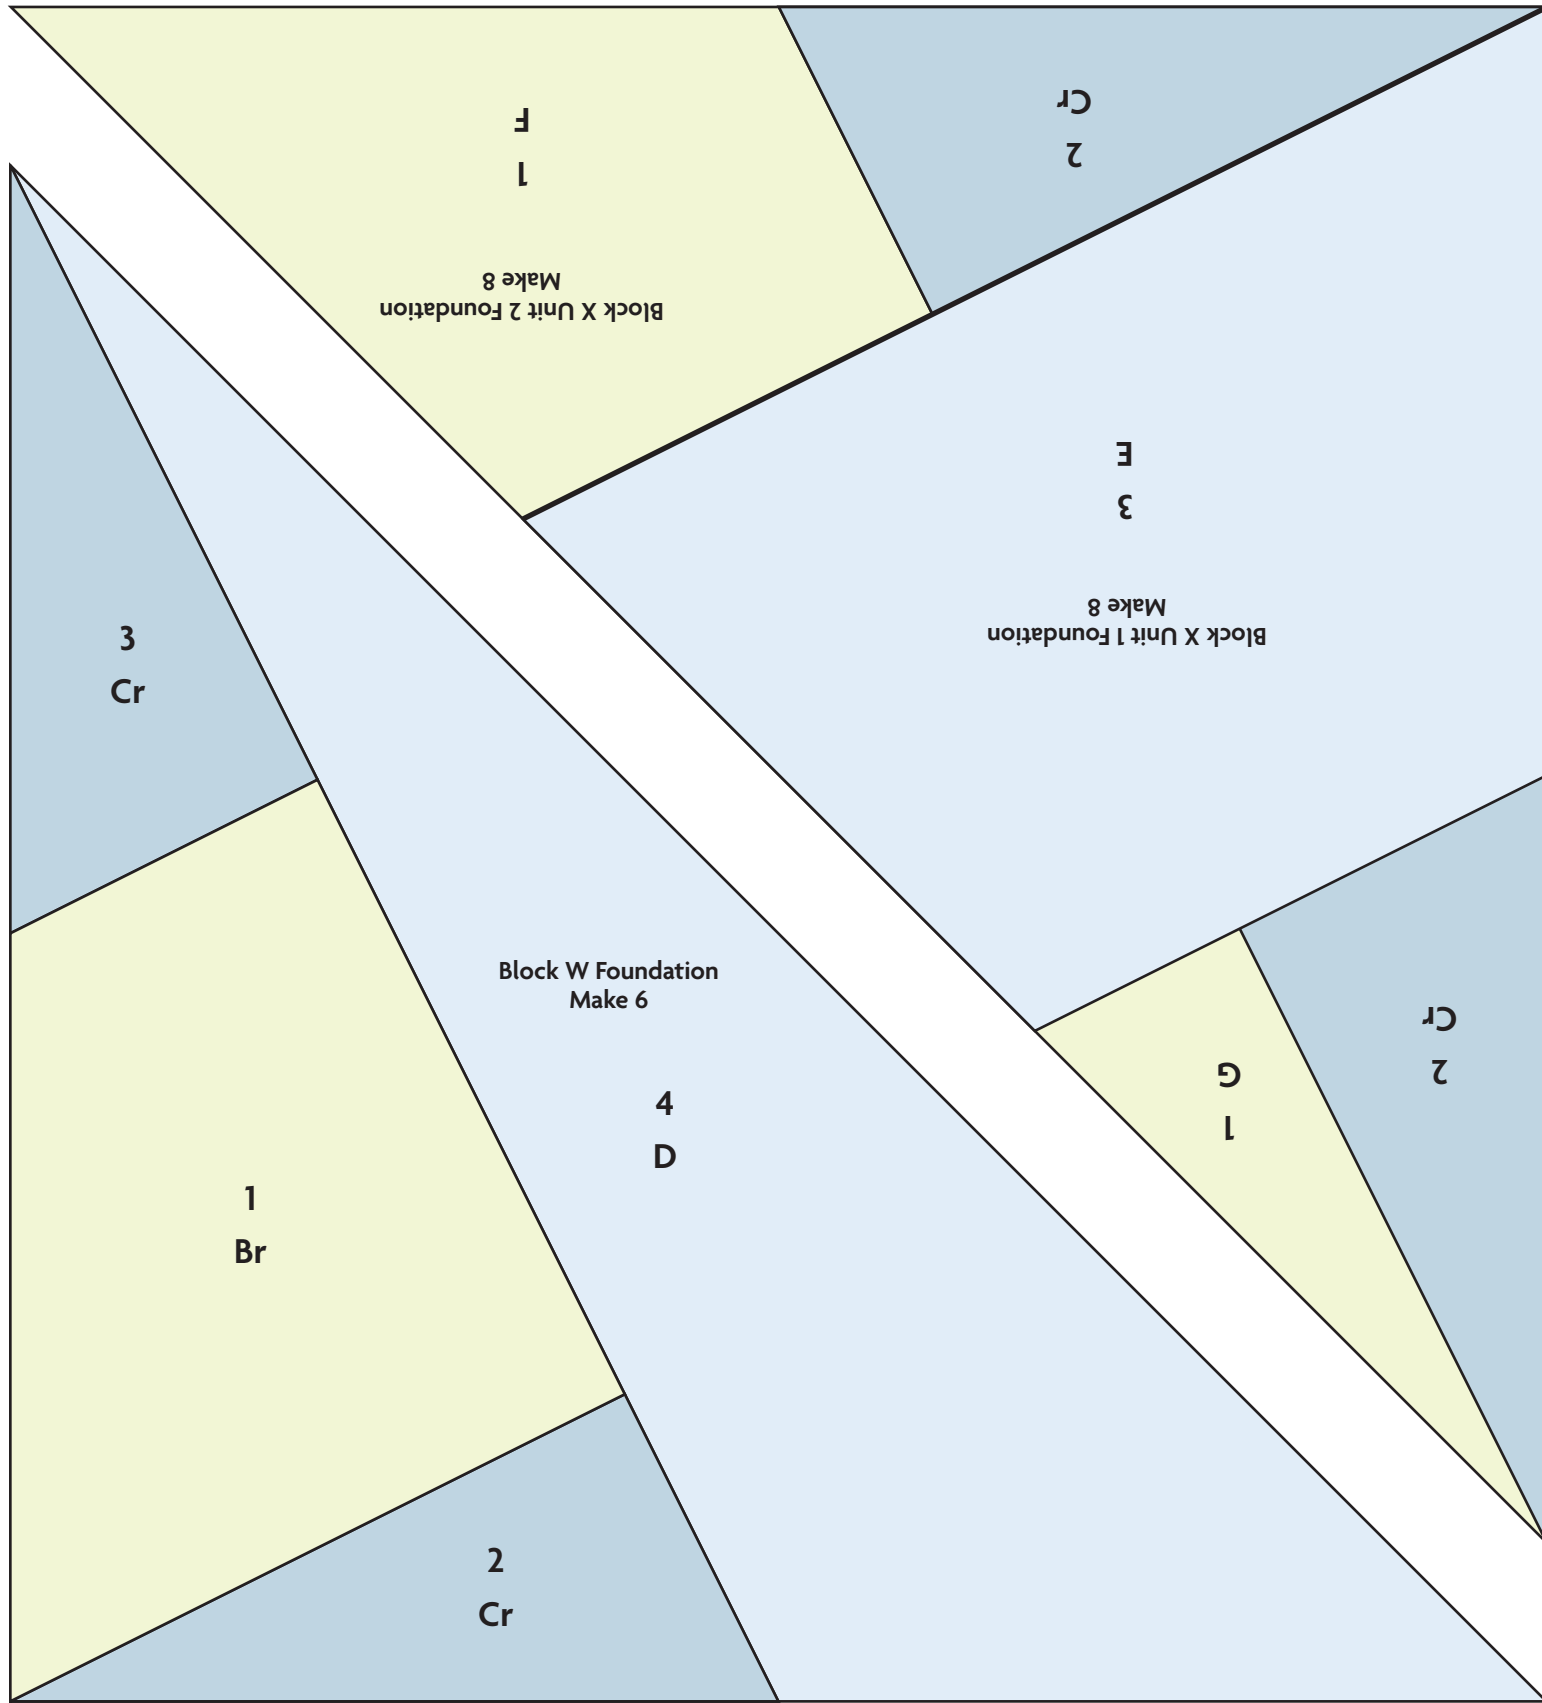 2
Cr
1
F
Block X Unit 2 Foundation
Make 8
3
E
Block X Unit 1 Foundation
Make 8
2
Cr
1
G
3
Cr
Block W Foundation
Make 6
4
D
1
Br
2
Cr